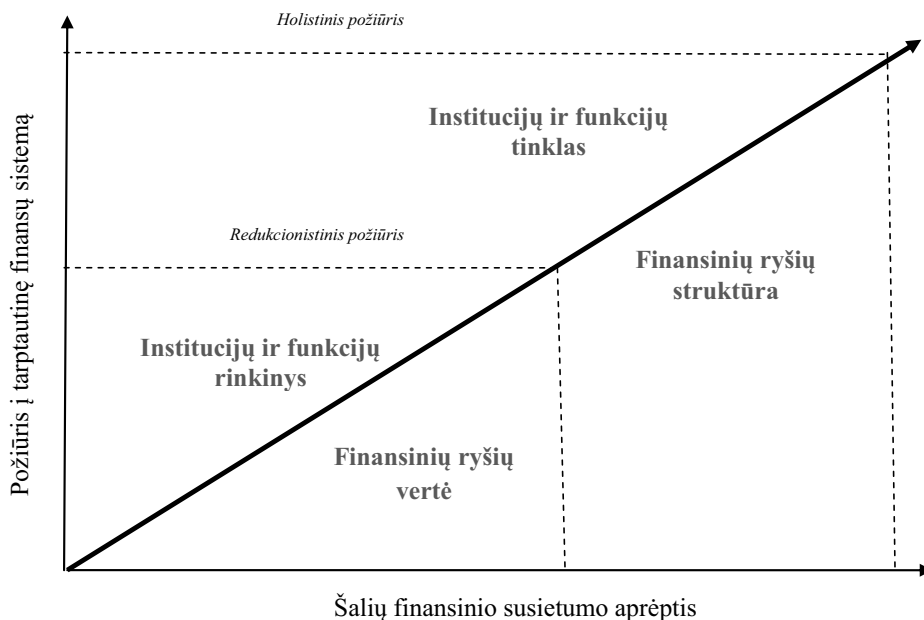 Holistinis požiūris
Institucijų ir funkcijų
tinklas
Redukcionistinis požiūris
Finansinių ryšių
struktūra
Institucijų ir funkcijų
rinkinys
Finansinių ryšių
vertė
Požiūris į tarptautinę finansų sistemą
Šalių finansinio susietumo aprėptis